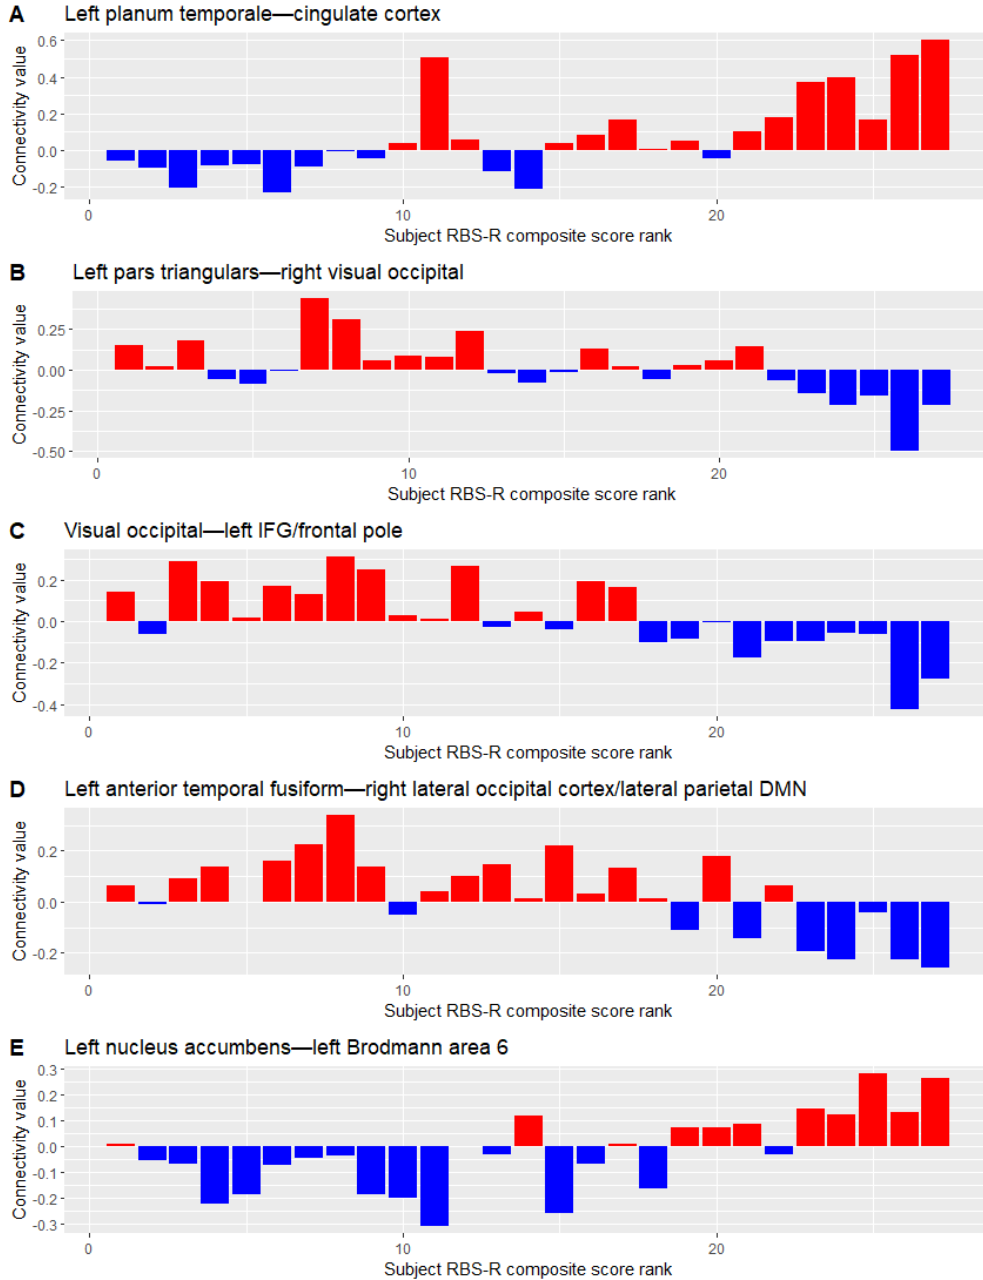 A Left planum temporale—cingulate cortex
Connectivity value
0.6
0.4
0.2
0.0
-0.2
0 10 20
Subject RBS-R composite score rank
B Left pars triangulars—right visual occipital
Connectivity value
0.25
0.00
-0.25
-0.50
0 10 20
Subject RBS-R composite score rank
C Visual occipital—left IFG/frontal pole
Connectivity value
0.2
0.0
-0.2
-0.4
0 10 20
Subject RBS-R composite score rank
D Left anterior temporal fusiform—right lateral occipital cortex/lateral parietal DMN
Connectivity value
0.2
0.0
-0.2
0 10 20
Subject RBS-R composite score rank
E Left nucleus accumbens—left Brodmann area 6
Connectivity value
0.3
0.2
0.1
0.0
-0.1
-0.2
-0.3
0 10 20
Subject RBS-R composite score rank